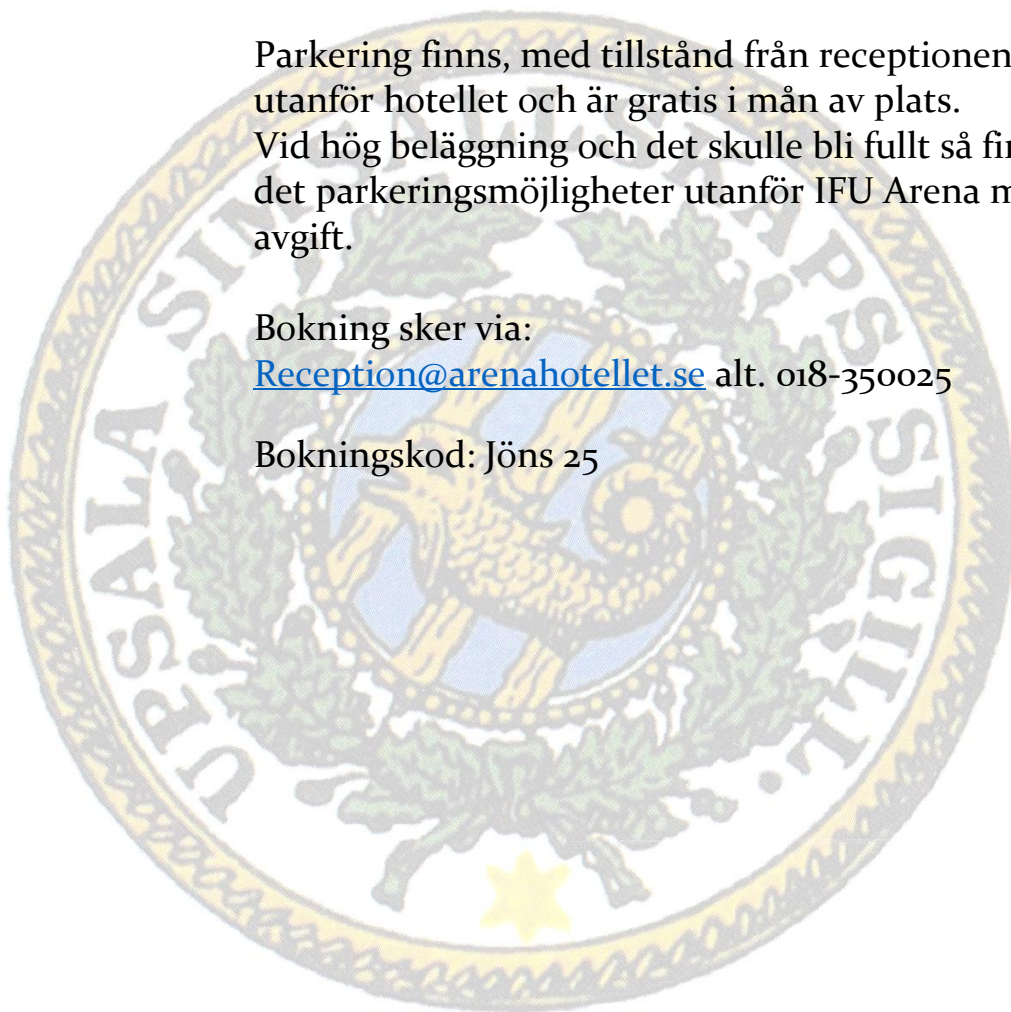 Parkering finns, med tillstånd från receptionen
utanför hotellet och är gratis i mån av plats.
Vid hög beläggning och det skulle bli fullt så
det parkeringsmöjligheter utanför IFU Arena
avgift.
Bokning sker via:
Reception@arenahotellet.se alt. 018-350025
Bokningskod: Jöns 25
UPSALA SIMSÄLLSKAPS SIGILL.